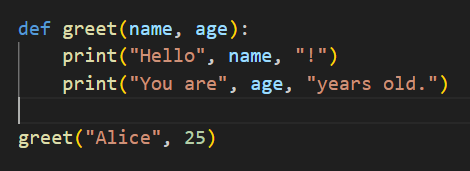 def greet(name, age):
    print("Hello", name, "!")
    print("You are", age, "years old.")

greet("Alice", 25)